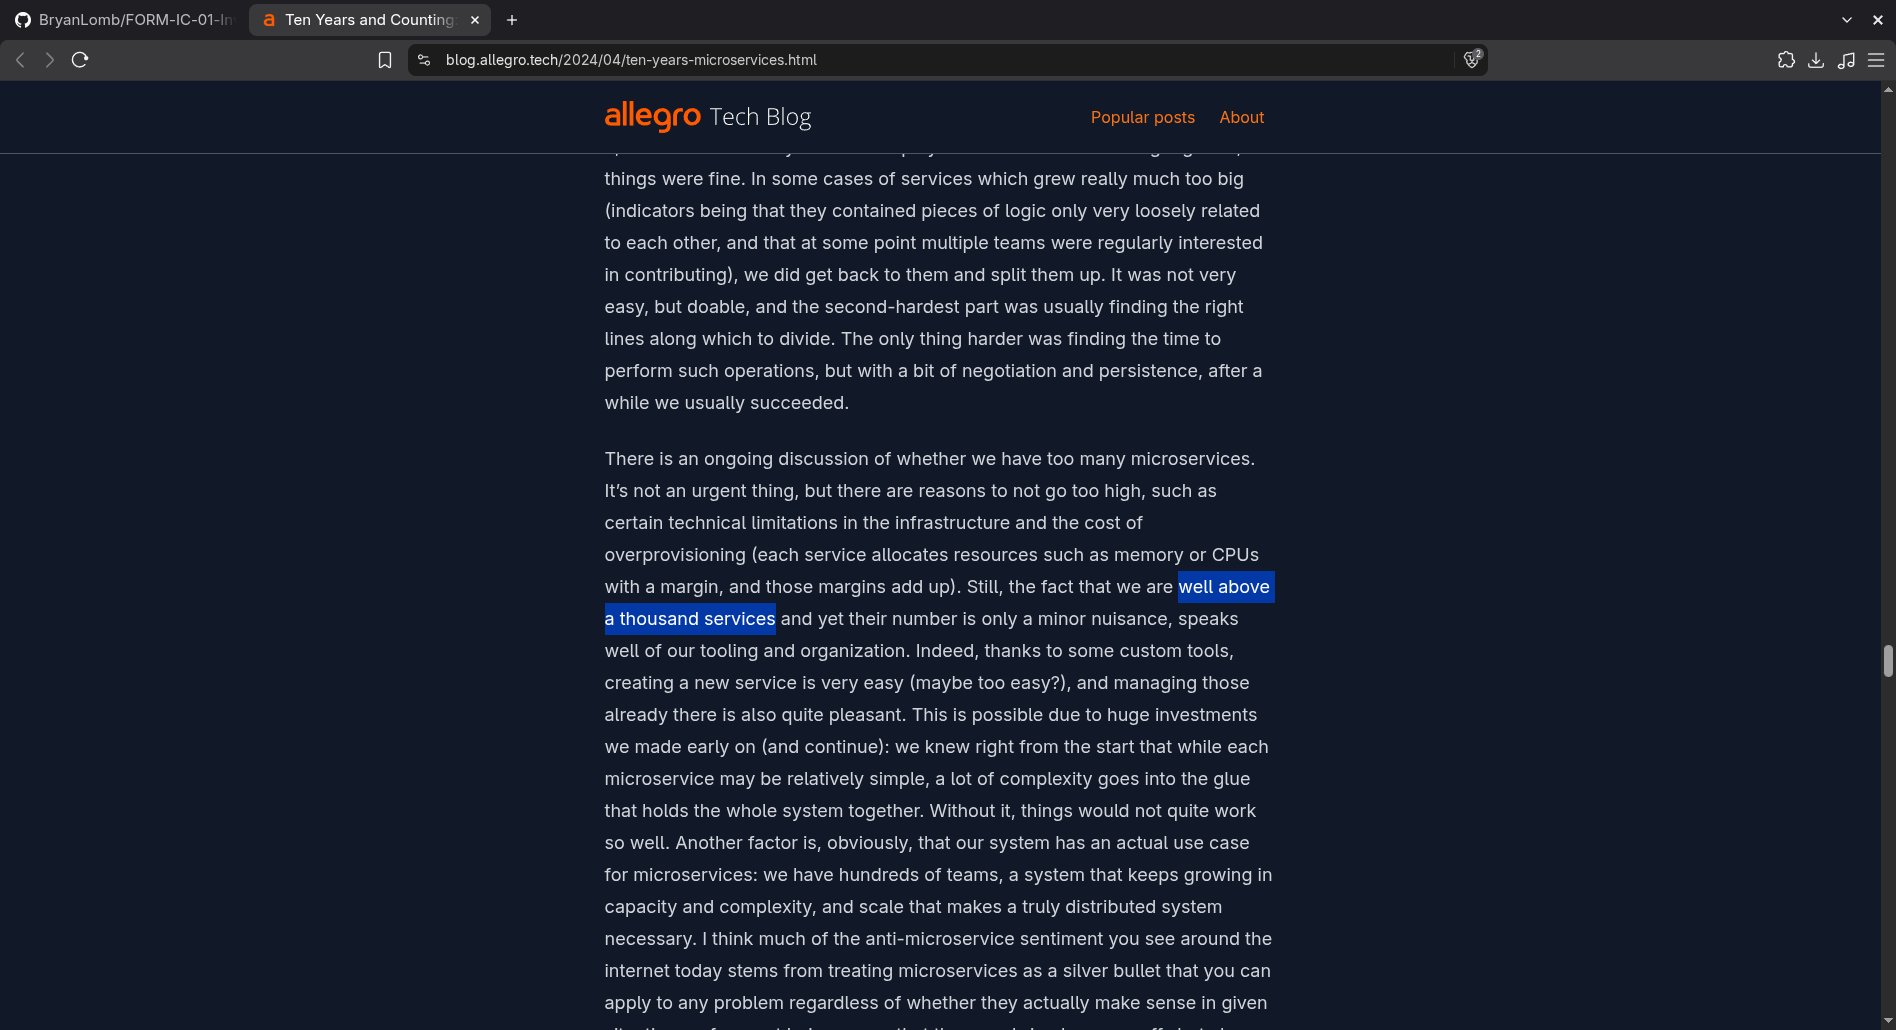 BryanLomb/FORM-IC-01-In
Ten Years and Counting:
blog.allegro.tech/2024/04/ten-years-microservices.html
2
allegro Tech Blog
Popular posts
About
things were fine. In some cases of services which grew really much too big
(indicators being that they contained pieces of logic only very loosely related
to each other, and that at some point multiple teams were regularly interested
in contributing), we did get back to them and split them up. It was not very
easy, but doable, and the second-hardest part was usually finding the right
lines along which to divide. The only thing harder was finding the time to
perform such operations, but with a bit of negotiation and persistence, after a
while we usually succeeded.
There is an ongoing discussion of whether we have too many microservices.
It’s not an urgent thing, but there are reasons to not go too high, such as
certain technical limitations in the infrastructure and the cost of
overprovisioning (each service allocates resources such as memory or CPUs
with a margin, and those margins add up). Still, the fact that we are well above
a thousand services and yet their number is only a minor nuisance, speaks
well of our tooling and organization. Indeed, thanks to some custom tools,
creating a new service is very easy (maybe too easy?), and managing those
already there is also quite pleasant. This is possible due to huge investments
we made early on (and continue): we knew right from the start that while each
microservice may be relatively simple, a lot of complexity goes into the glue
that holds the whole system together. Without it, things would not quite work
so well. Another factor is, obviously, that our system has an actual use case
for microservices: we have hundreds of teams, a system that keeps growing in
capacity and complexity, and scale that makes a truly distributed system
necessary. I think much of the anti-microservice sentiment you see around the
internet today stems from treating microservices as a silver bullet that you can
apply to any problem regardless of whether they actually make sense in given